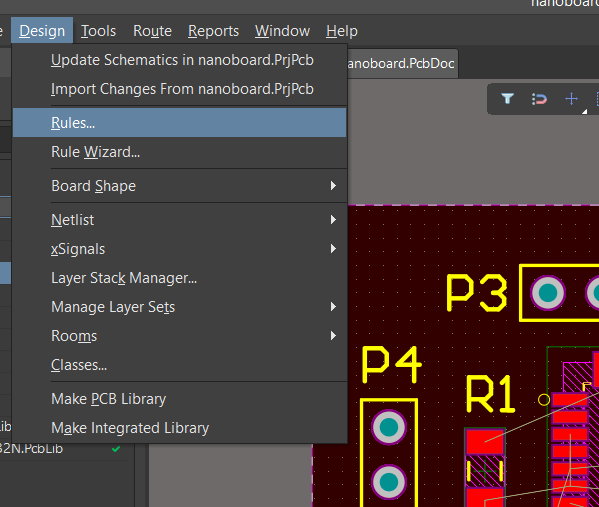 nanoboard
e Design Tools Route Reports Window Help
Update Schematics in nanoboard.PrjPcb
anoboard.PcbDoc
Import Changes From nanoboard.PrjPcb
Rules...
Rule Wizard...
Board Shape
Netlist
xSignals
Layer Stack Manager...
P3
Manage Layer Sets
Rooms
P4
Classes...
R1
Make PCB Library
Make Integrated Library
Lib
32N.PcbLib